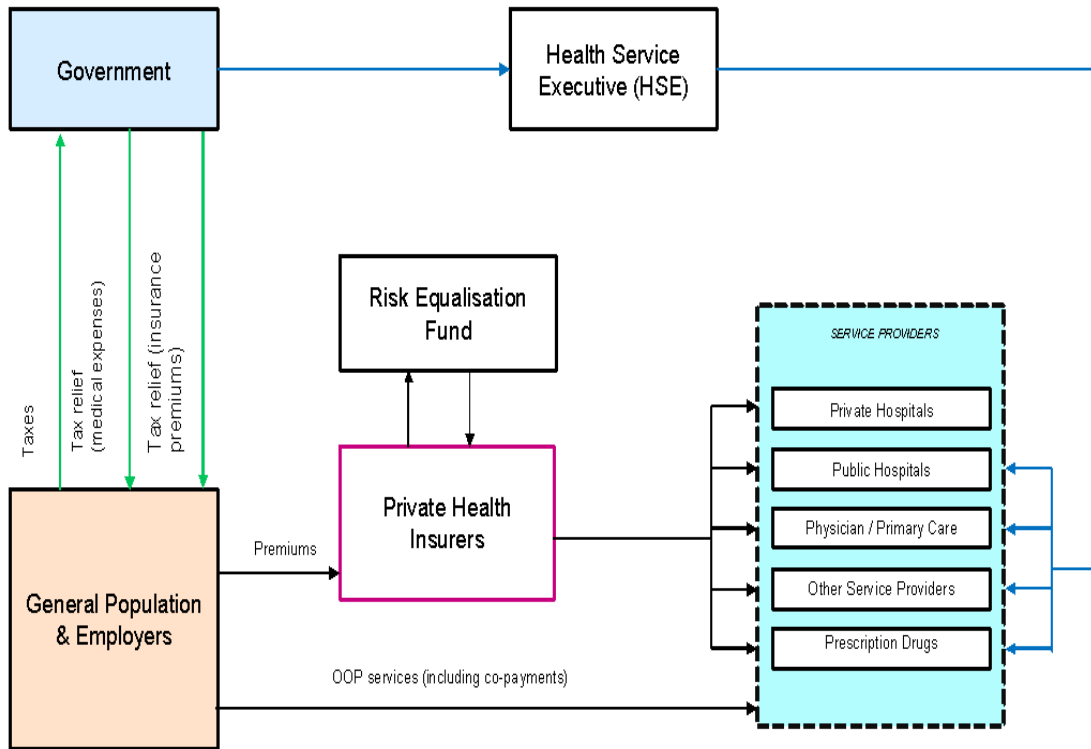 Government
Health Service
Executive (HSE)
Taxes
Tax relief
(medical expenses)
Tax relief (insurance
premiums)
Risk Equalisation
Fund
SERVICE PROVIDERS
Private Hospitals
Public Hospitals
Physician / Primary Care
Other Service Providers
Prescription Drugs
Private Health
Insurers
Premiums
General Population
& Employers
OOP services (including co-payments)